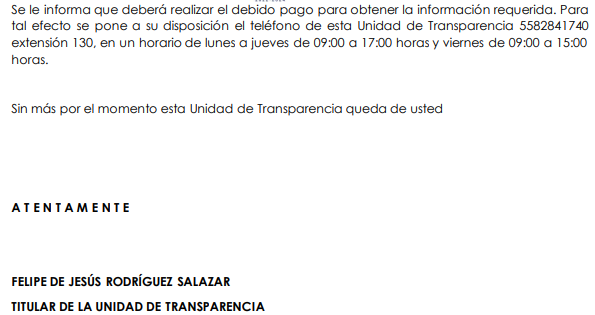 Se le informa que deberá realizar el debido pago para obtener la información requerida. Para
tal efecto se pone a su disposición el teléfono de esta Unidad de Transparencia 5582841740
extensión 130, en un horario de lunes a jueves de 09:00 a 17:00 horas y viernes de 09:00 a 15:00
horas.
Sin más por el momento esta Unidad de Transparencia queda de usted
A T E N T A M E N T E
FELIPE DE JESÚS RODRÍGUEZ SALAZAR
TITULAR DE LA UNIDAD DE TRANSPARENCIA